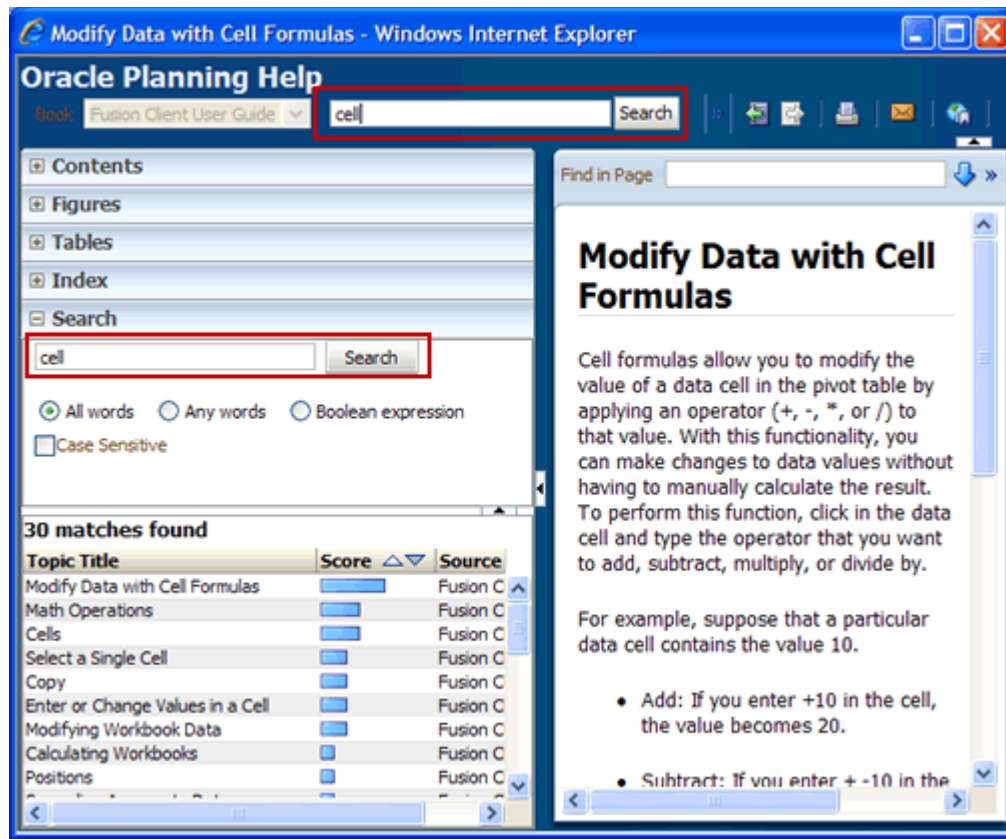 Modify Data with Cell Formulas - Windows Internet Explorer
Oracle Planning Help
Book Fusion Client User Guide cell Search
Contents
Figures
Tables
Index
Search
cell Search
All words Any words Boolean expression
Case Sensitive
30 matches found
Topic Title Score Source
Modify Data with Cell Formulas Fusion C
Math Operations Fusion C
Cells Fusion C
Select a Single Cell Fusion C
Copy Fusion C
Enter or Change Values in a Cell Fusion C
Modifying Workbook Data Fusion C
Calculating Workbooks Fusion C
Positions Fusion C
Find in Page
Modify Data with Cell
Formulas
Cell formulas allow you to modify the
value of a data cell in the pivot table by
applying an operator (+, -, *, or /) to
that value. With this functionality, you
can make changes to data values without
having to manually calculate the result.
To perform this function, click in the data
cell and type the operator that you want
to add, subtract, multiply, or divide by.
For example, suppose that a particular
data cell contains the value 10.
• Add: If you enter +10 in the cell,
the value becomes 20.
• Subtract: If you enter + -10 in the